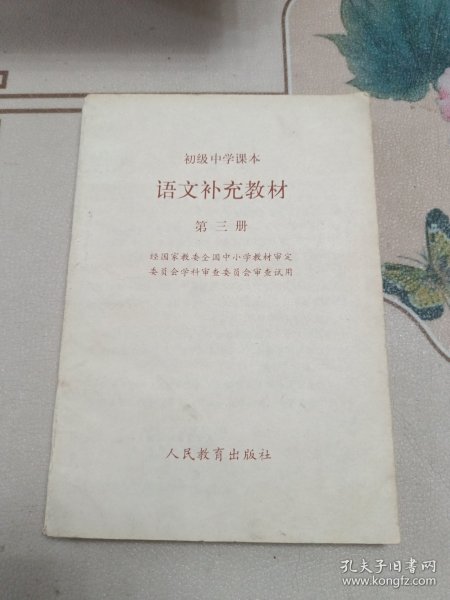 初级中学课本
语文补充教材
第三册
经国家教委全国中小学教材审定
委员会学科审查委员会审查试用
人民教育出版社
孔夫子旧书网
www.kongfz.com